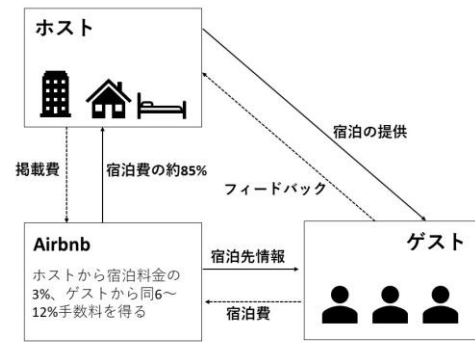 ホスト
宿泊の提供
掲載費
宿泊費の約85%
フィードバック
Airbnb
ホストから宿泊料金の
3%、ゲストから同6～
12%手数料を得る
宿泊先情報
宿泊費
ゲスト